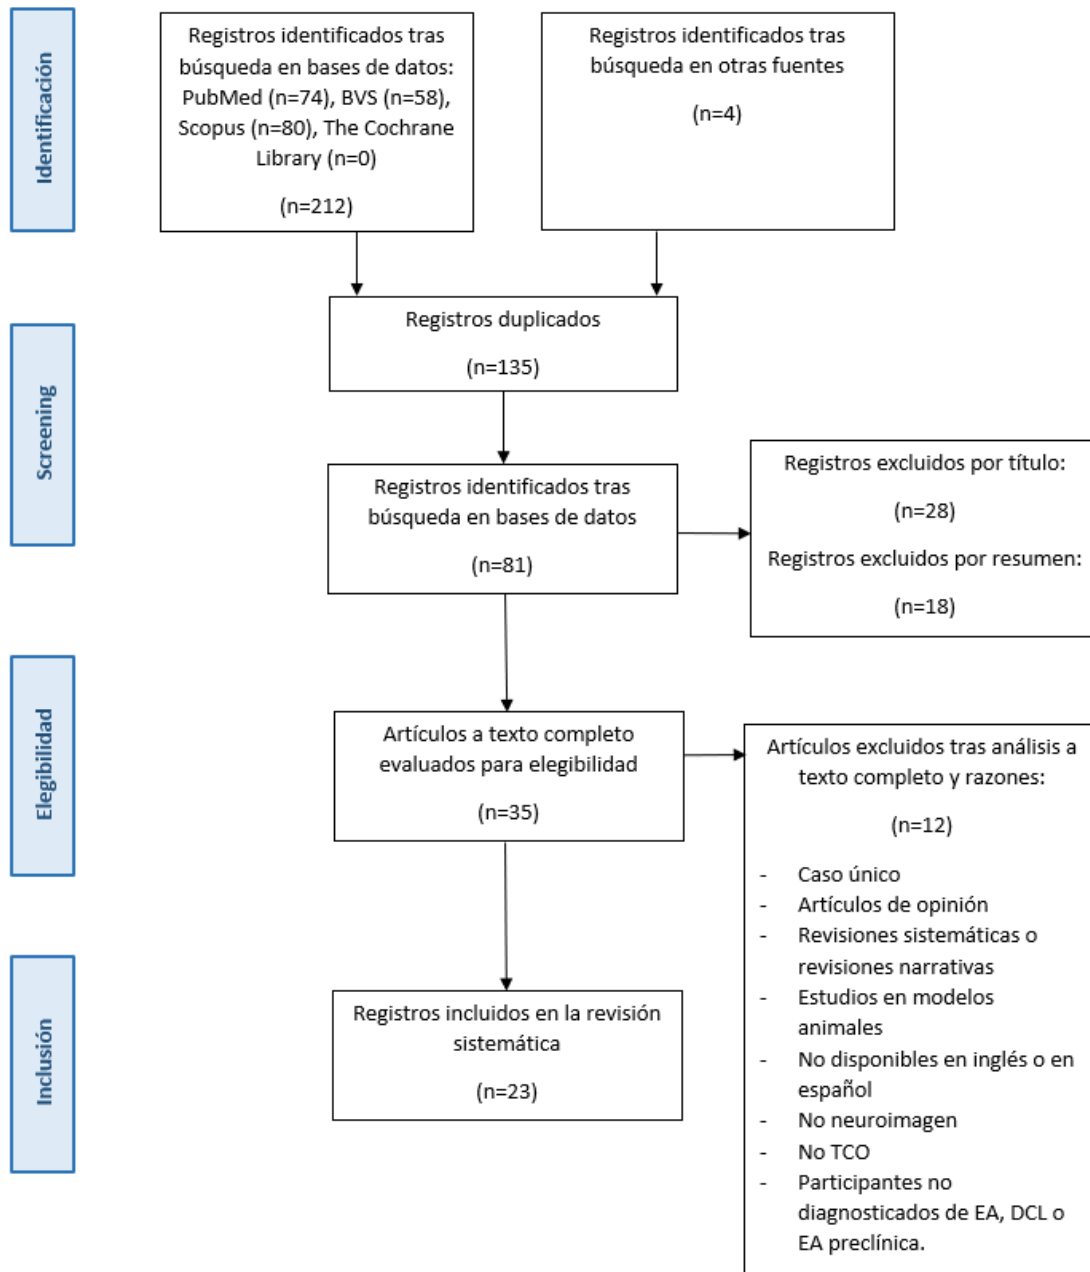 Identificación
Registros identificados tras
búsqueda en bases de datos:
PubMed (n=74), BVS (n=58),
Scopus (n=80), The Cochrane
Library (n=0)
(n=212)
Registros identificados tras
búsqueda en otras fuentes
(n=4)
Screening
Registros duplicados
(n=135)
Registros identificados tras
búsqueda en bases de datos
(n=81)
Registros excluidos por título:
(n=28)
Registros excluidos por resumen:
(n=18)
Elegibilidad
Artículos a texto completo
evaluados para elegibilidad
(n=35)
Artículos excluidos tras análisis a
texto completo y razones:
(n=12)
- Caso único
- Artículos de opinión
- Revisiones sistemáticas o
revisiones narrativas
- Estudios en modelos
animales
- No disponibles en inglés o en
español
- No neuroimagen
- No TCO
- Participantes no
diagnosticados de EA, DCL o
EA preclínica.
Inclusión
Registros incluidos en la revisión
sistemática
(n=23)